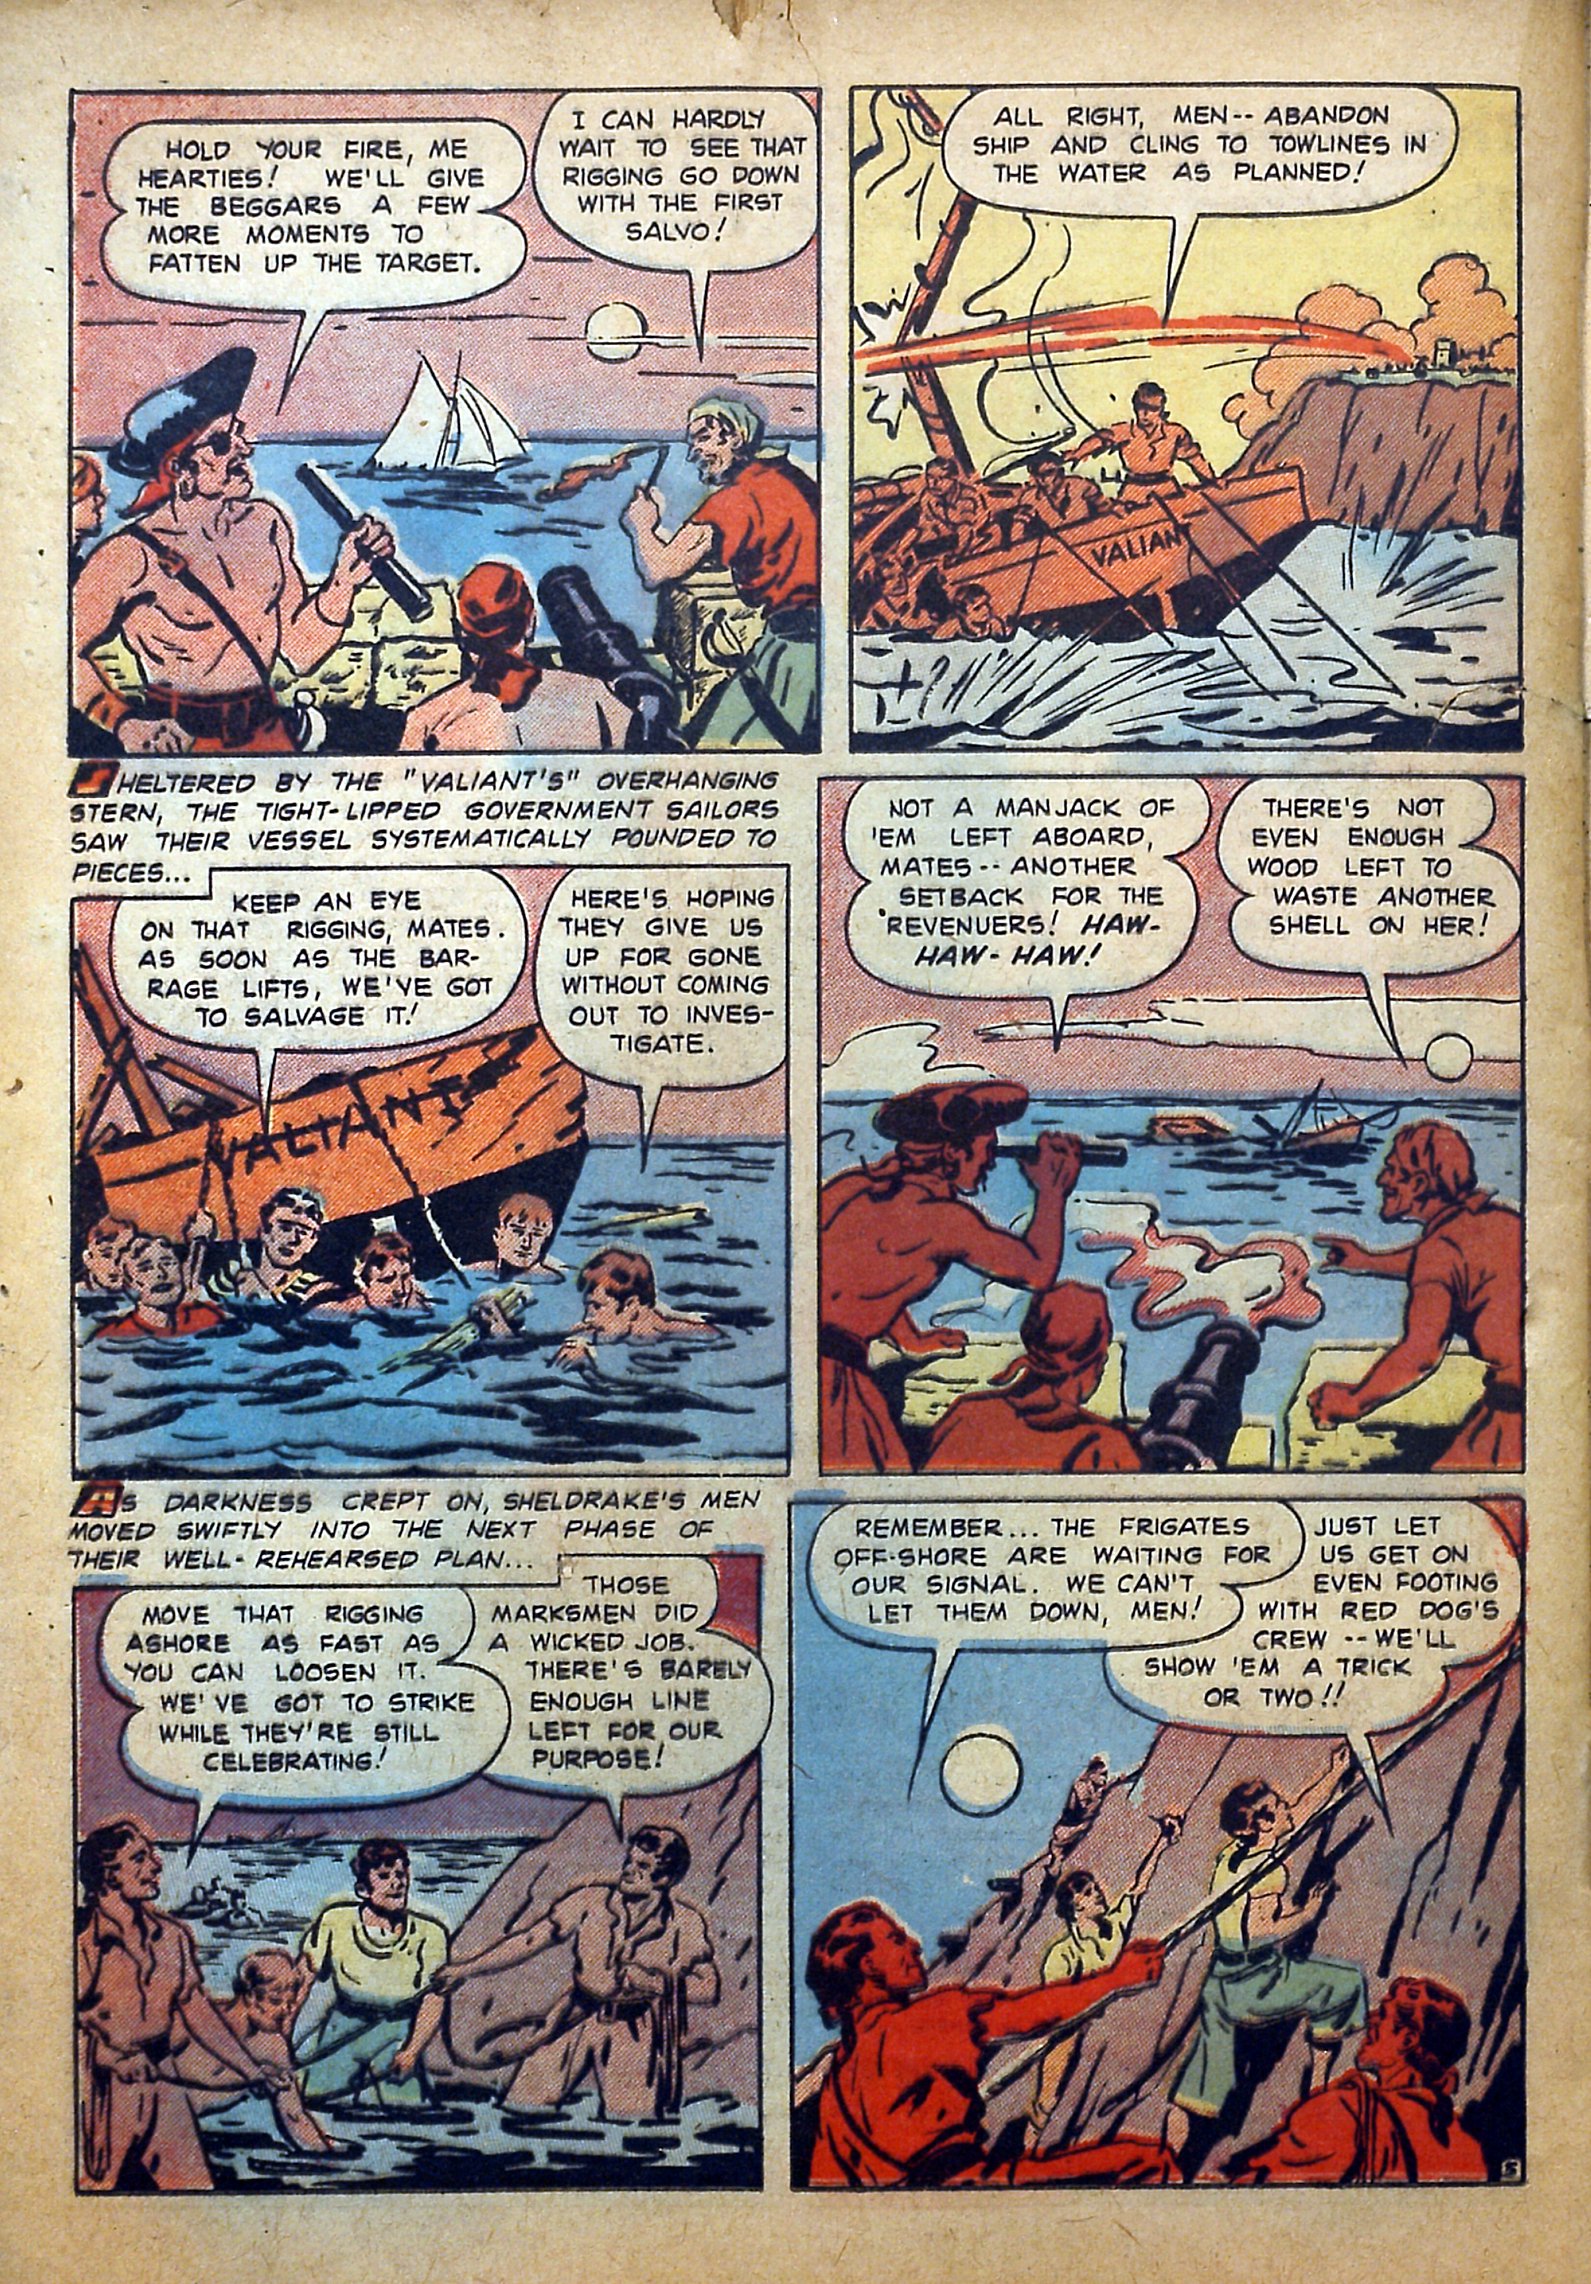 HOLD YOUR FIRE, ME
HEARTIES! WE'LL GIVE
THE BEGGARS A FEW
MORE MOMENTS TO
FATTEN UP THE TARGET.
I CAN HARDLY
WAIT TO SEE THAT
RIGGING GO DOWN
WITH THE FIRST
SALVO!
ALL RIGHT, MEN-- ABANDON
SHIP AND CLING TO TOWLINES IN
THE WATER AS PLANNED!
VALIANT
SHELTERED BY THE "VALIANT'S" OVERHANGING
STERN, THE TIGHT-LIPPED GOVERNMENT SAILORS
SAW THEIR VESSEL SYSTEMATICALLY POUNDED TO
PIECES...
KEEP AN EYE
ON THAT RIGGING, MATES.
AS SOON AS THE BAR-
RAGE LIFTS, WE'VE GOT
TO SALVAGE IT!
HERE'S HOPING
THEY GIVE US
UP FOR GONE
WITHOUT COMING
OUT TO INVES-
TIGATE.
VALIANT
NOT A MANJACK OF
'EM LEFT ABOARD,
MATES-- ANOTHER
SETBACK FOR THE
REVENUERS! HAW-
HAW-HAW!
THERE'S NOT
EVEN ENOUGH
WOOD LEFT TO
WASTE ANOTHER
SHELL ON HER!
AS DARKNESS CREPT ON, SHELDRAKE'S MEN
MOVED SWIFTLY INTO THE NEXT PHASE OF
THEIR WELL-REHEARSED PLAN...
MOVE THAT RIGGING
ASHORE AS FAST AS
YOU CAN LOOSEN IT.
WE'VE GOT TO STRIKE
WHILE THEY'RE STILL
CELEBRATING!
THOSE
MARKSMEN DID
A WICKED JOB.
THERE'S BARELY
ENOUGH LINE
LEFT FOR OUR
PURPOSE!
REMEMBER... THE FRIGATES
OFF-SHORE ARE WAITING FOR
OUR SIGNAL. WE CAN'T
LET THEM DOWN, MEN!
JUST LET
US GET ON
EVEN FOOTING
WITH RED DOG'S
CREW -- WE'LL
SHOW 'EM A TRICK
OR TWO!!
5